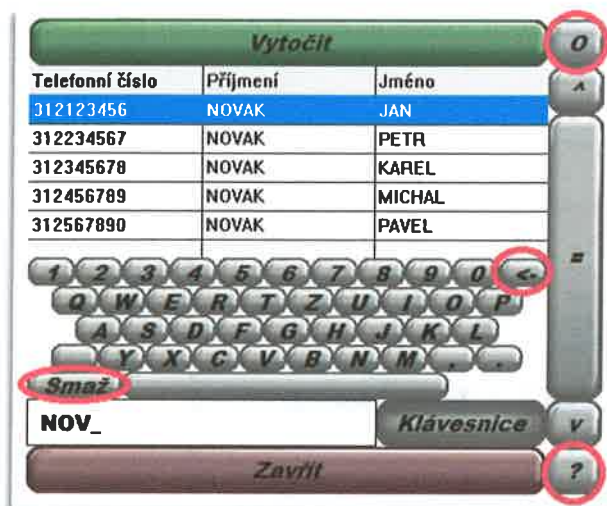 Vytočit O
Telefonní číslo Příjmení Jméno ^
312123456 NOVAK JAN
312234567 NOVAK PETR
312345678 NOVAK KAREL
312456789 NOVAK MICHAL
312567890 NOVAK PAVEL
=
1 2 3 4 5 6 7 8 9 0 <-
Q W E R T Z U I O P
A S D F G H J K L
Y X C V B N M , .
Smaž
NOV_ Klávesnice v
Zavřít ?